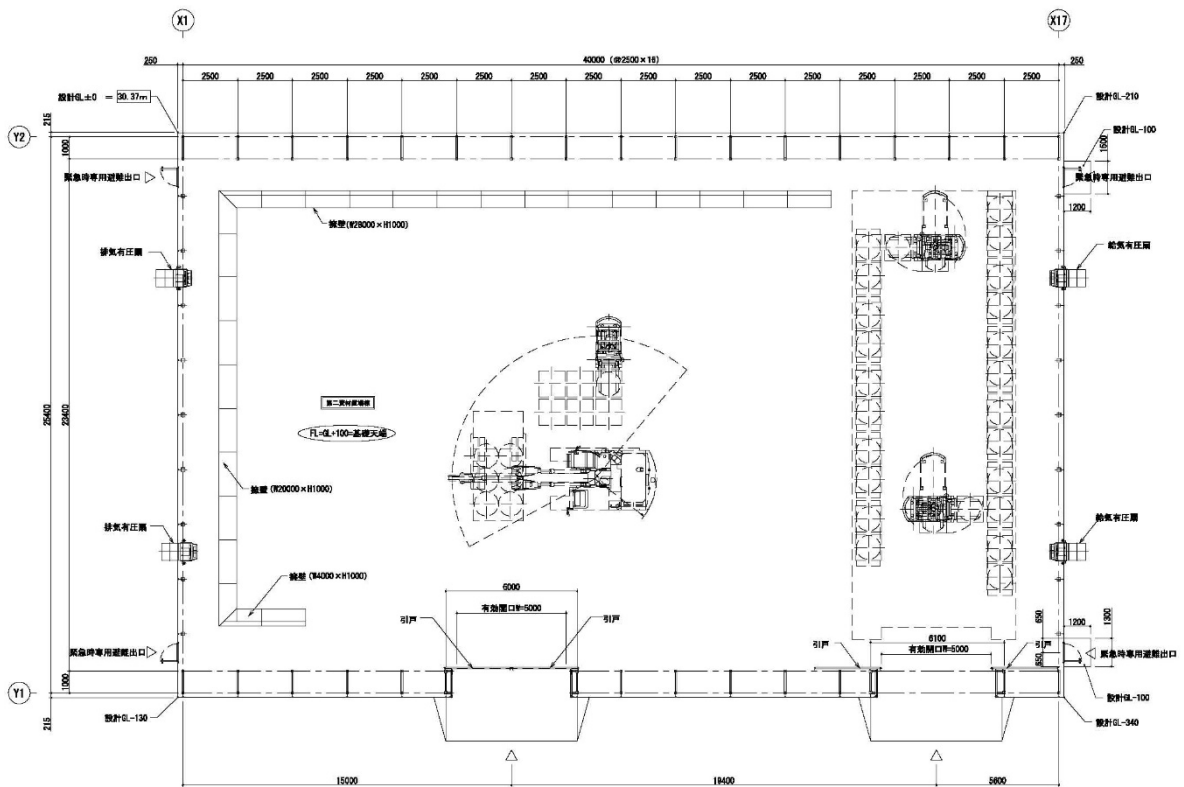 X1
X17
250
40000 (@2500×16)
250
2500 2500 2500 2500 2500 2500 2500 2500 2500 2500 2500 2500 2500 2500 2500 2500
設計GL±0 = 30.37m
設計GL-210
215
Y2
設計GL-100
1000
1500
緊急時専用避難出口
緊急時専用避難出口
1200
擁壁(W28000×H1000)
排気有圧扇
給気有圧扇
25400
23400
第二資材置場棟
FL=GL+100=基礎天端
擁壁(W20000×H1000)
排気有圧扇
給気有圧扇
擁壁(W4000×H1000)
6000
有効開口W=5000
引戸
引戸
650
1200
1300
6100
緊急時専用避難出口
引戸
有効開口W=5000
引戸
650
緊急時専用避難出口
1000
Y1
設計GL-100
215
設計GL-130
設計GL-340
15000
19400
5600